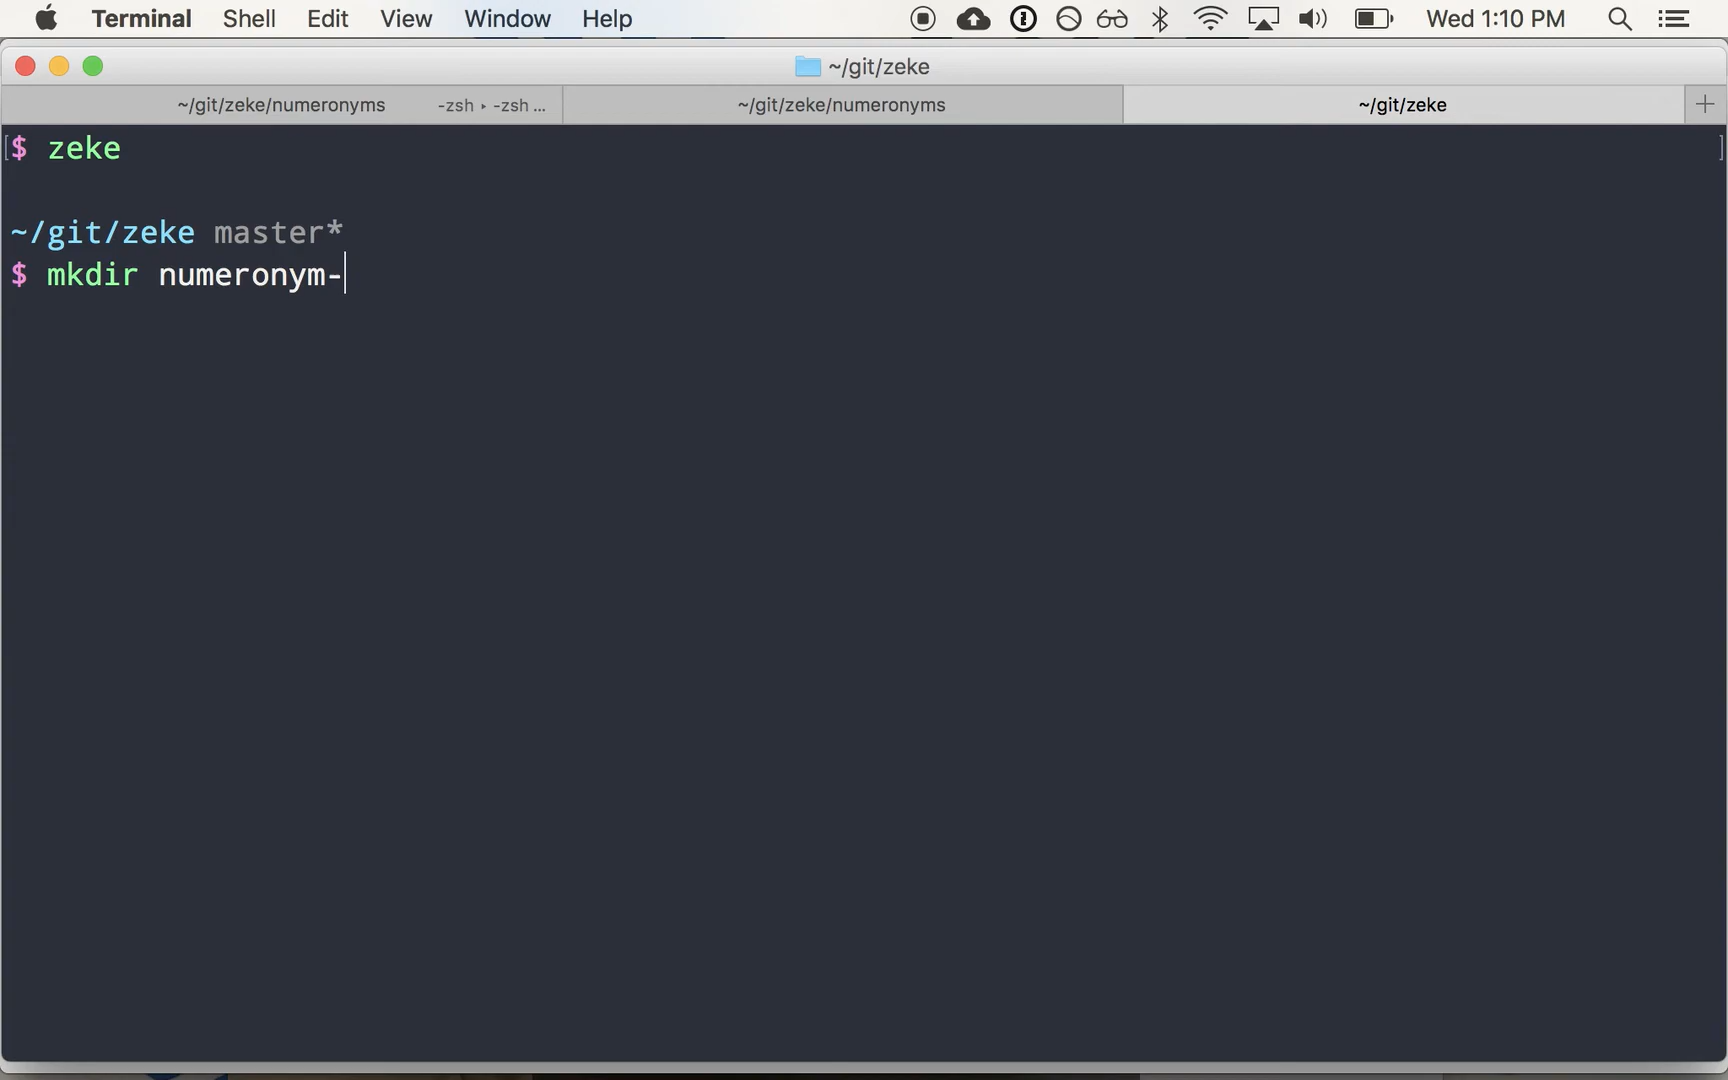 Terminal Shell Edit View Window Help Wed 1:10 PM
~/git/zeke
~/git/zeke/numeronyms -zsh ▸ -zsh ... ~/git/zeke/numeronyms ~/git/zeke
[$ zeke ]
~/git/zeke master*
$ mkdir numeronym-